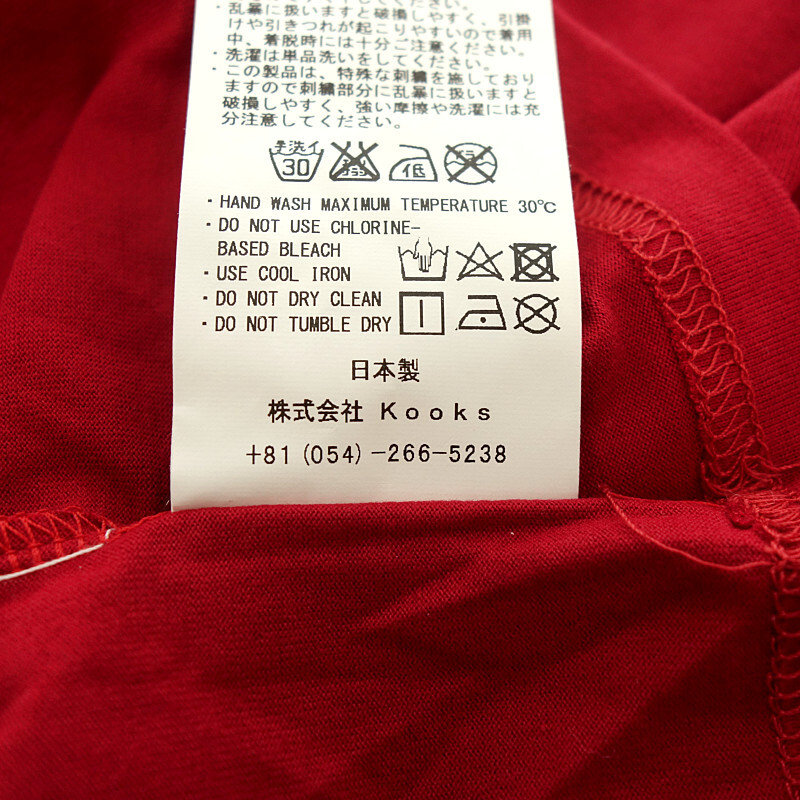 ・乱暴に扱いますと破損しやすく、引掛
けや引きつれが起こりやすいので着用
中、着脱時には十分ご注意ください。
・洗濯は単品洗いをしてください。
・この製品は、特殊な刺繍を施しており
ますので刺繍部分に乱暴に扱いますと
破損しやすく、強い摩擦や洗濯には充
分注意してください。
手洗イ
30
低
・HAND WASH MAXIMUM TEMPERATURE 30℃
・DO NOT USE CHLORINE-
BASED BLEACH
・USE COOL IRON
・DO NOT DRY CLEAN
・DO NOT TUMBLE DRY
日本製
株式会社 Kooks
+81(054)-266-5238